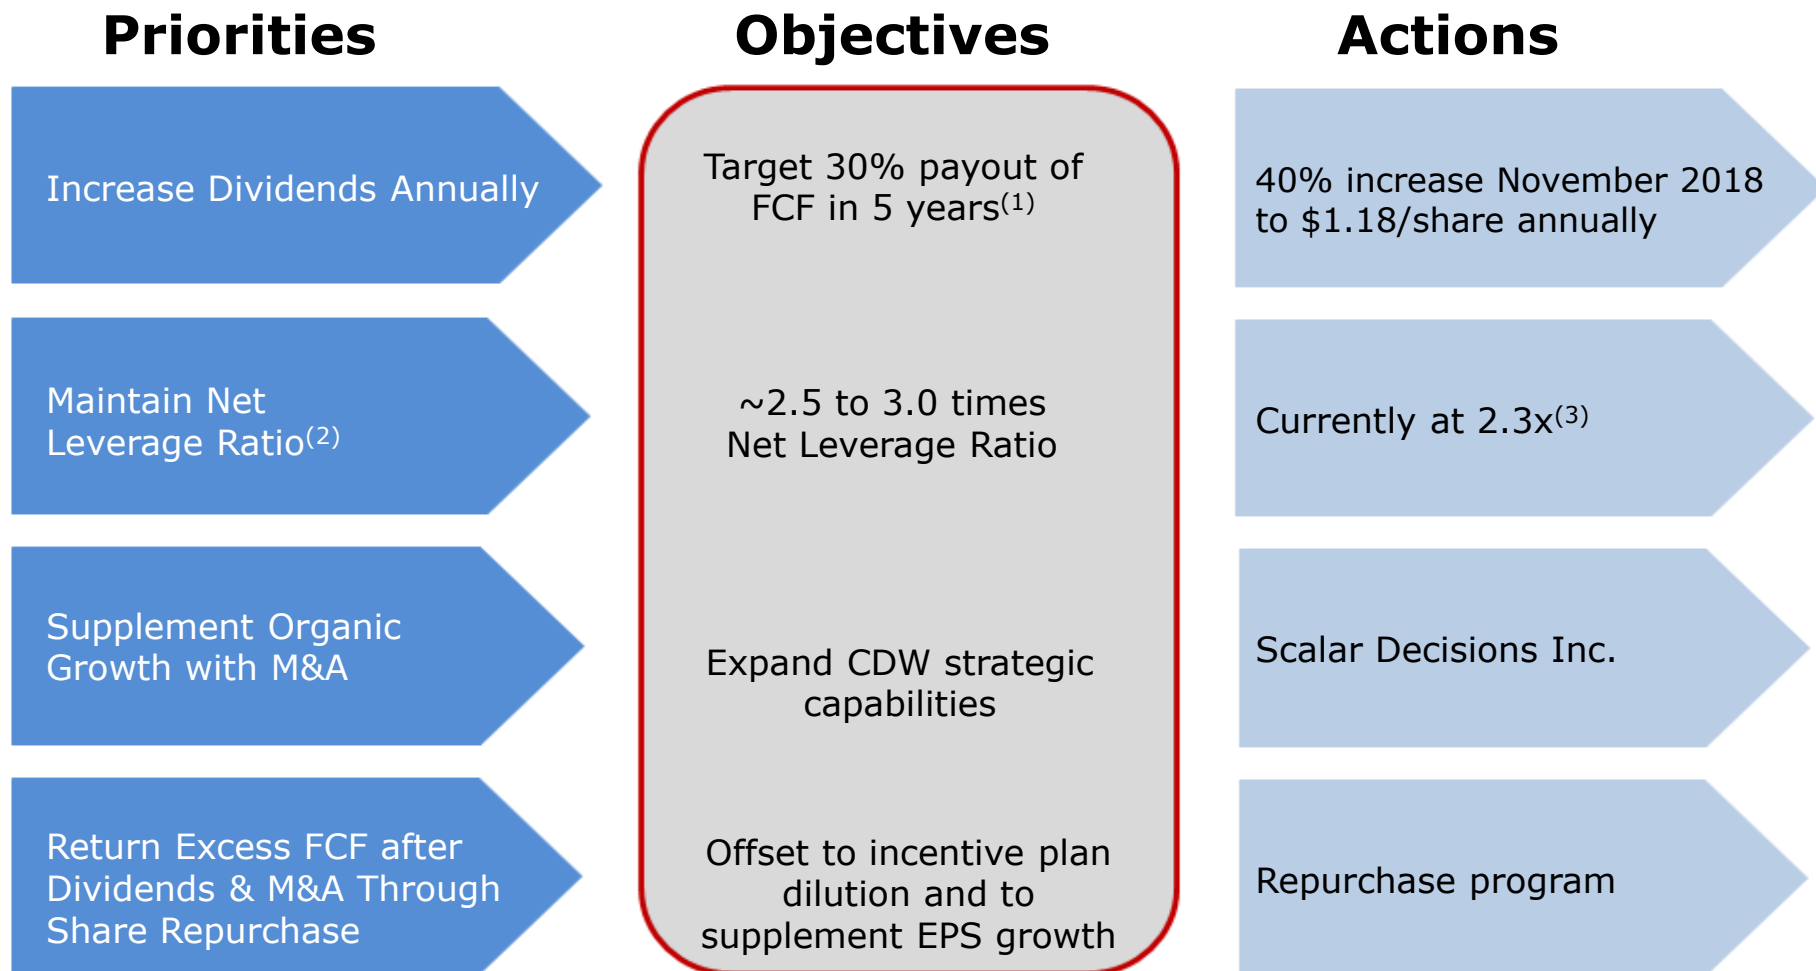 Priorities
Objectives
Actions
Increase Dividends Annually
Target 30% payout of
FCF in 5 years(1)
40% increase November 2018
to $1.18/share annually
Maintain Net
Leverage Ratio(2)
~2.5 to 3.0 times
Net Leverage Ratio
Currently at 2.3x(3)
Supplement Organic
Growth with M&A
Expand CDW strategic
capabilities
Scalar Decisions Inc.
Return Excess FCF after
Dividends & M&A Through
Share Repurchase
Offset to incentive plan
dilution and to
supplement EPS growth
Repurchase program